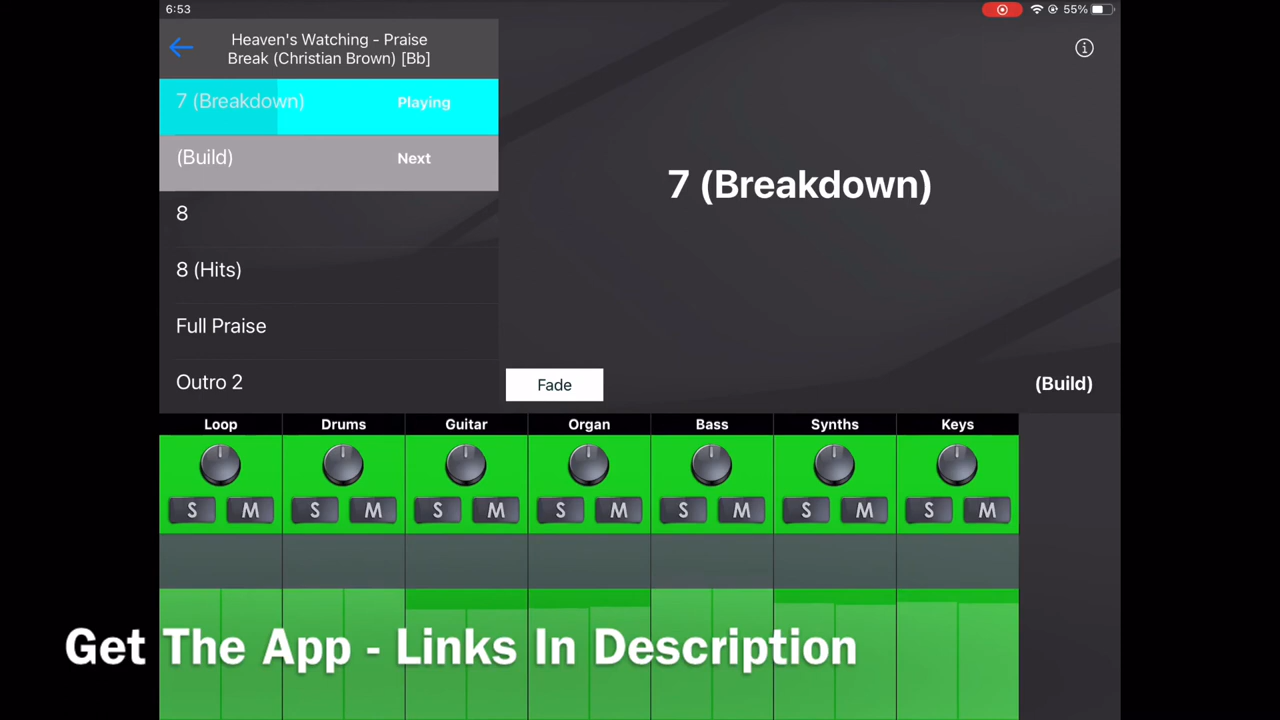 6:53
55%
Heaven's Watching - Praise
Break (Christian Brown) [Bb]
7 (Breakdown) Playing
(Build) Next
8
8 (Hits)
Full Praise
Outro 2
7 (Breakdown)
Fade
(Build)
Loop Drums Guitar Organ Bass Synths Keys
S M S M S M S M S M S M S M
Get The App - Links In Description